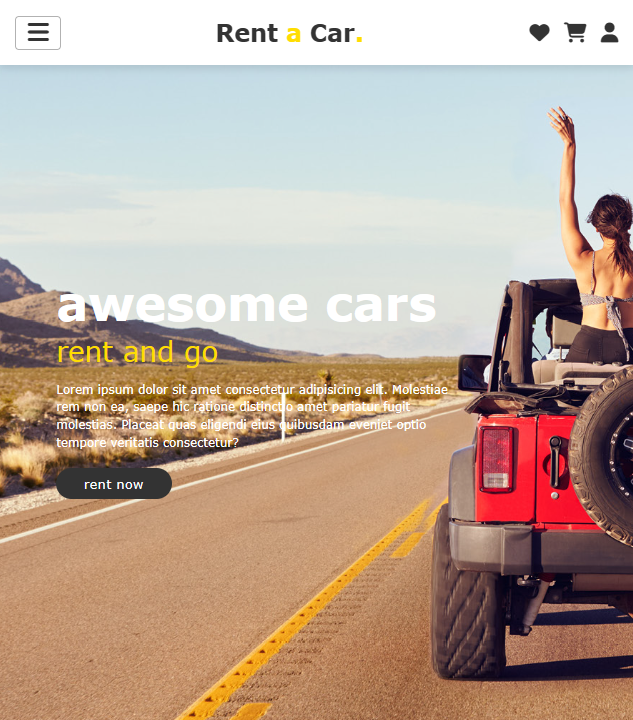 Rent a Car.
awesome cars
rent and go
Lorem ipsum dolor sit amet consectetur adipisicing elit. Molestiae
rem non ea, saepe hic ratione distinctio amet pariatur fugit
molestias. Placeat quas eligendi eius quibusdam eveniet optio
tempore veritatis consectetur?
rent now